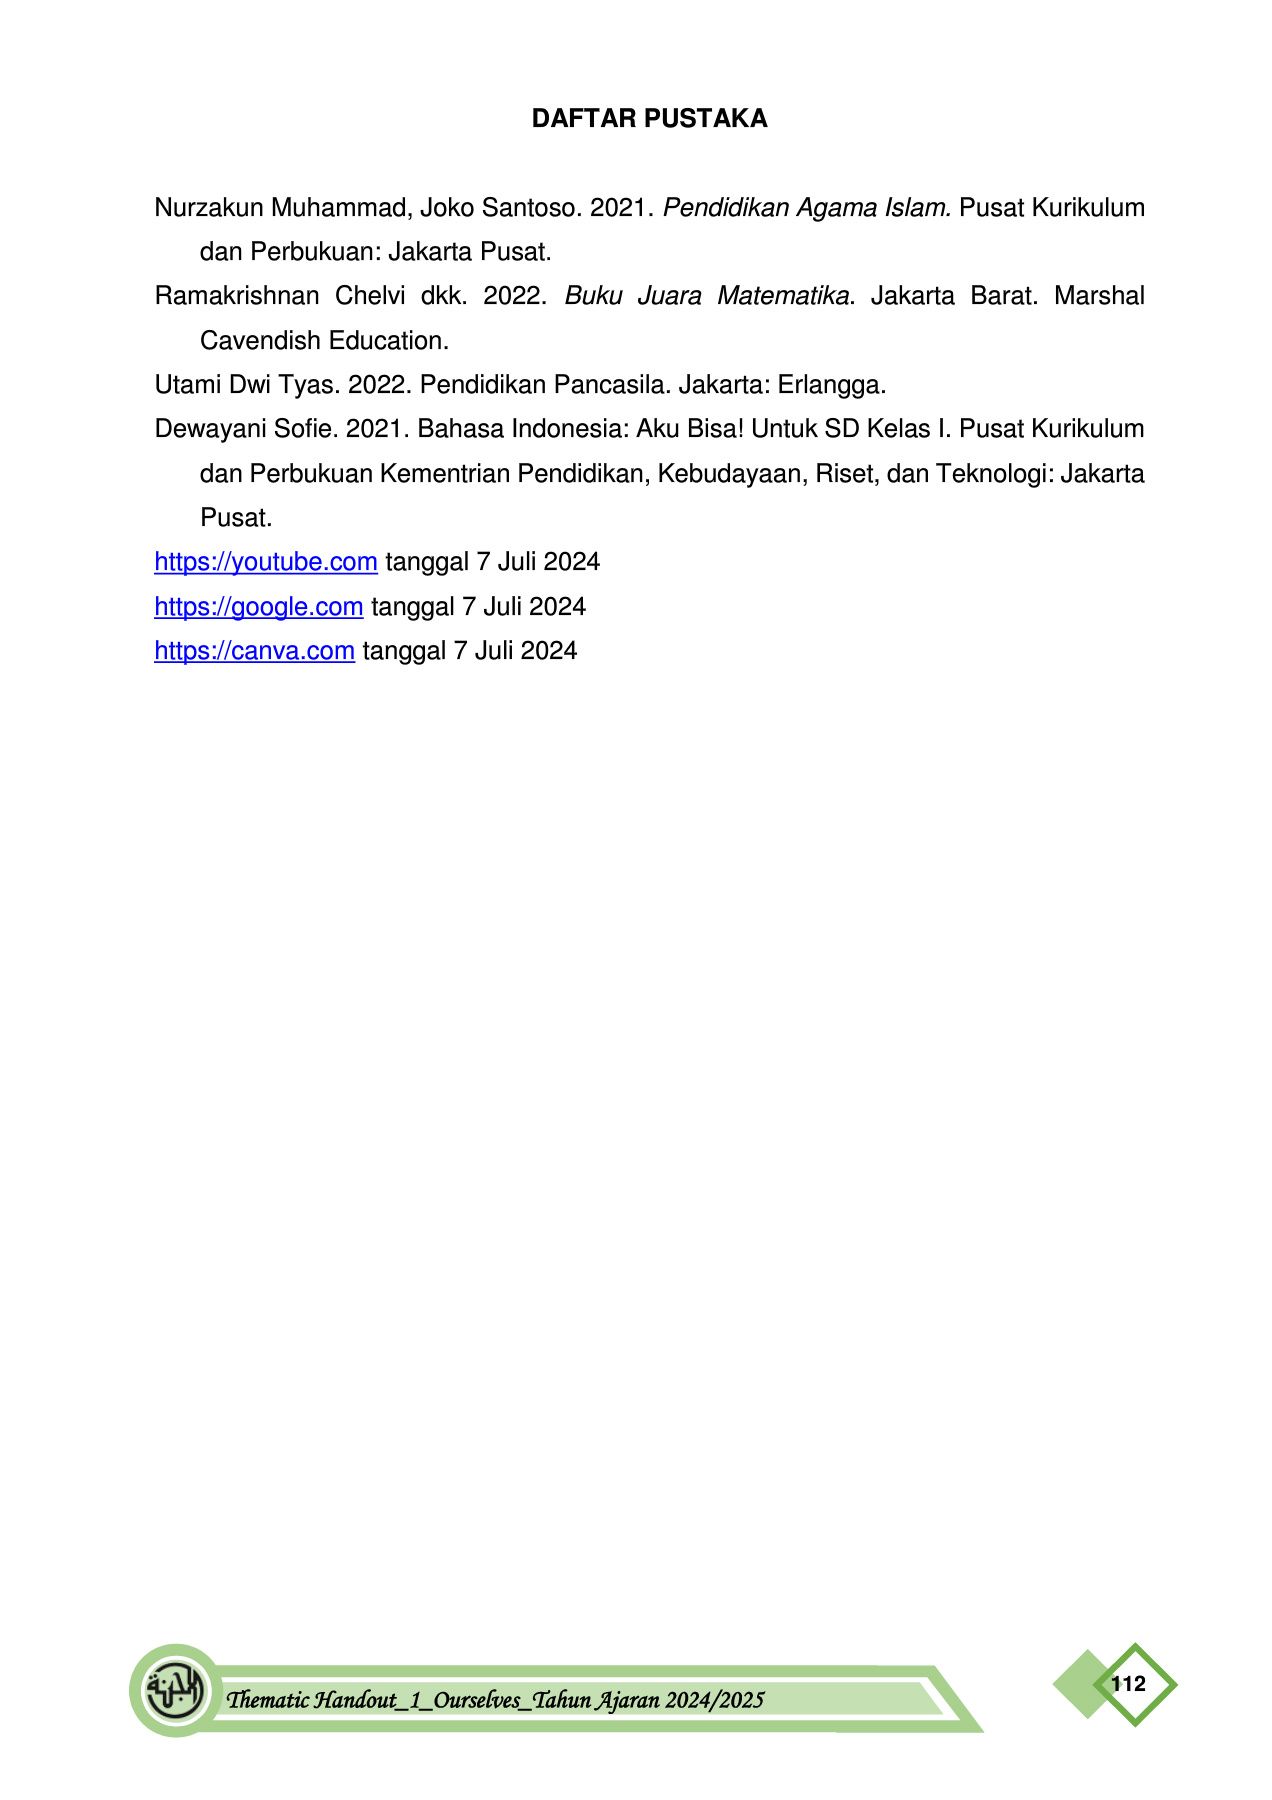 DAFTAR PUSTAKA
Nurzakun Muhammad, Joko Santoso. 2021. Pendidikan Agama Islam. Pusat Kurikulum
dan Perbukuan: Jakarta Pusat.
Ramakrishnan Chelvi dkk. 2022. Buku Juara Matematika. Jakarta Barat. Marshal
Cavendish Education.
Utami Dwi Tyas. 2022. Pendidikan Pancasila. Jakarta: Erlangga.
Dewayani Sofie. 2021. Bahasa Indonesia: Aku Bisa! Untuk SD Kelas I. Pusat Kurikulum
dan Perbukuan Kementrian Pendidikan, Kebudayaan, Riset, dan Teknologi: Jakarta
Pusat.
https://youtube.com tanggal 7 Juli 2024
https://google.com tanggal 7 Juli 2024
https://canva.com tanggal 7 Juli 2024
Thematic Handout_1_Ourselves_Tahun Ajaran 2024/2025
112